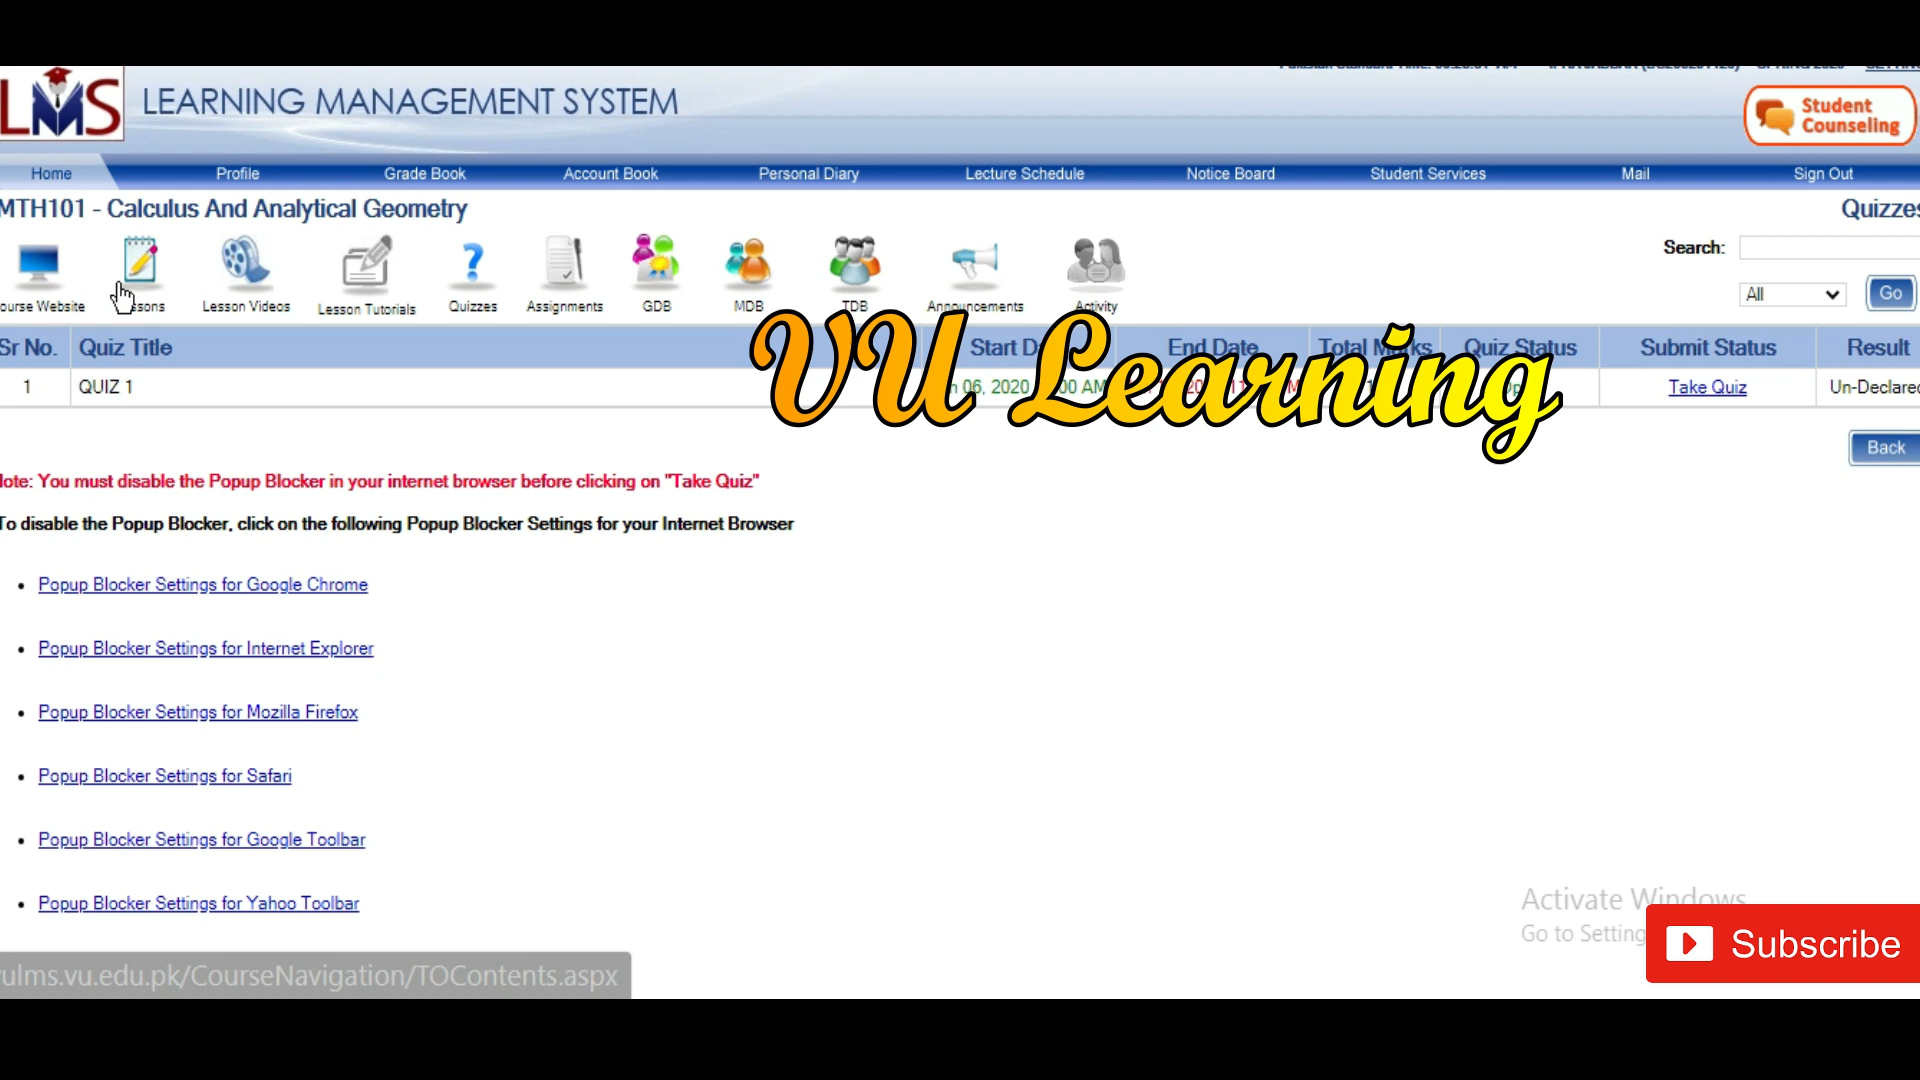 LMS LEARNING MANAGEMENT SYSTEM
Student
Counseling
Home Profile Grade Book Account Book Personal Diary Lecture Schedule Notice Board Student Services Mail Sign Out
MTH101 - Calculus And Analytical Geometry Quizzes
Search:
All Go
ourse Website ssons Lesson Videos Lesson Tutorials Quizzes Assignments GDB MDB TDB Announcements Activity
VU Learning
Sr No. Quiz Title Start D End Date Total Marks Quiz Status Submit Status Result
1 QUIZ 1 06, 2020 00 AM Take Quiz Un-Declared
Back
ote: You must disable the Popup Blocker in your internet browser before clicking on "Take Quiz"
To disable the Popup Blocker, click on the following Popup Blocker Settings for your Internet Browser
Popup Blocker Settings for Google Chrome
Popup Blocker Settings for Internet Explorer
Popup Blocker Settings for Mozilla Firefox
Popup Blocker Settings for Safari
Popup Blocker Settings for Google Toolbar
Popup Blocker Settings for Yahoo Toolbar
Activate Windows
Go to Setting
Subscribe
ulms.vu.edu.pk/CourseNavigation/TOContents.aspx